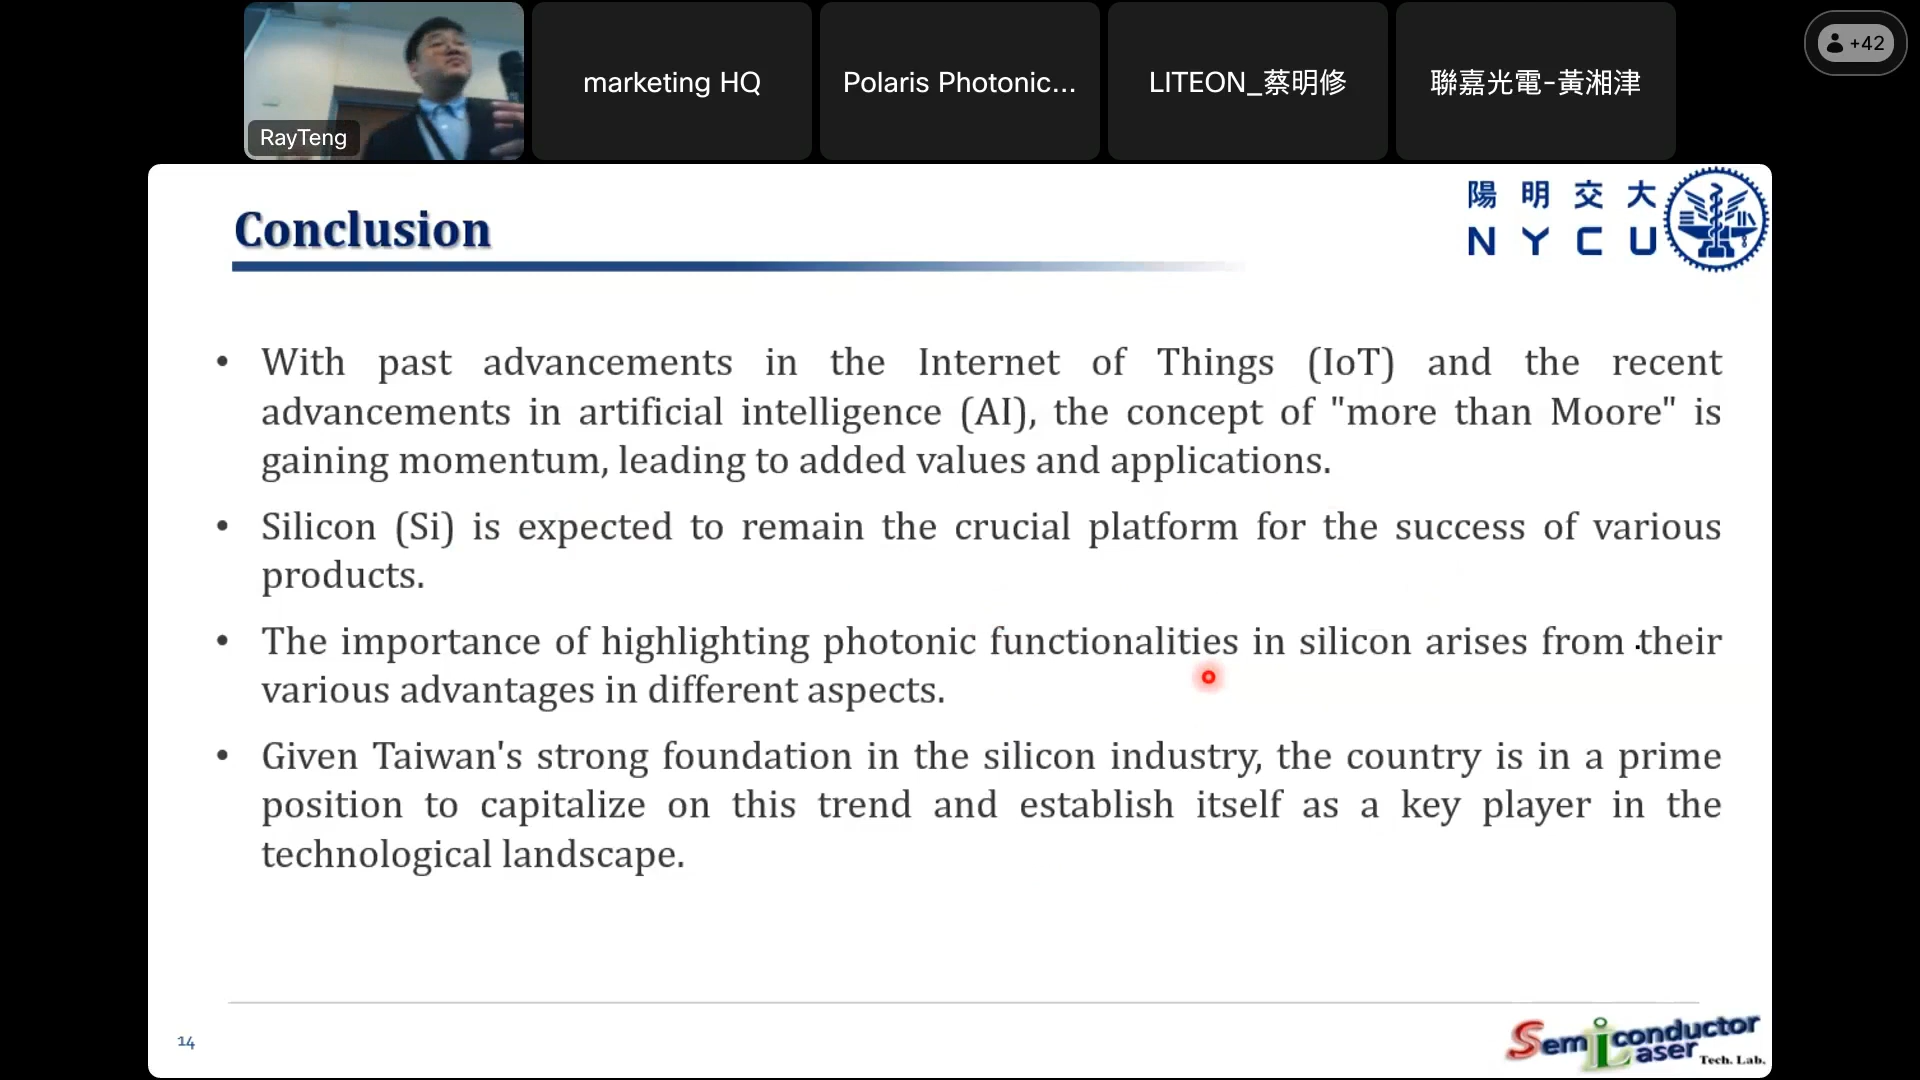 +42
marketing HQ
Polaris Photonic...
LITEON_蔡明修
聯嘉光電-黃湘津
RayTeng
Conclusion
陽明交大
NYCU
• With past advancements in the Internet of Things (IoT) and the recent
advancements in artificial intelligence (AI), the concept of "more than Moore" is
gaining momentum, leading to added values and applications.
• Silicon (Si) is expected to remain the crucial platform for the success of various
products.
• The importance of highlighting photonic functionalities in silicon arises from their
various advantages in different aspects.
• Given Taiwan's strong foundation in the silicon industry, the country is in a prime
position to capitalize on this trend and establish itself as a key player in the
technological landscape.
14
Semiconductor
Laser Tech. Lab.